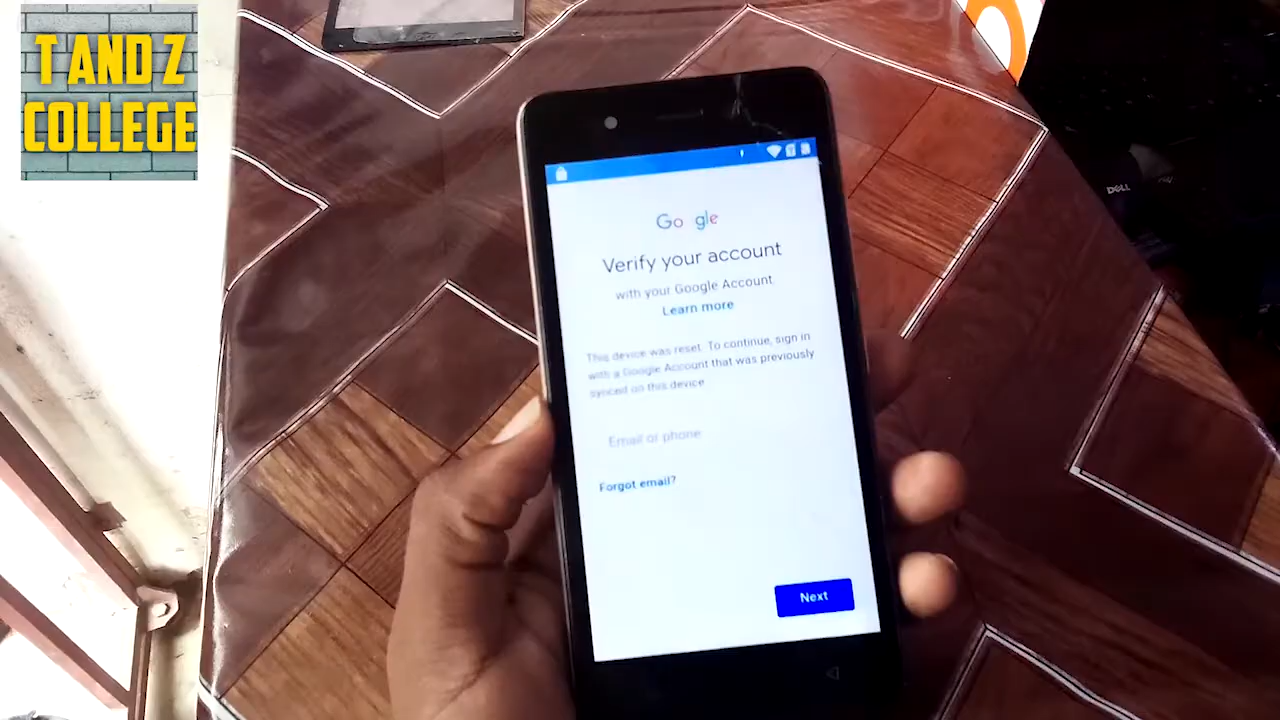 T AND Z
COLLEGE
DELL
Google
Verify your account
with your Google Account
Learn more
This device was reset. To continue, sign in
with a Google Account that was previously
synced on this device
Email or phone
Forgot email?
Next